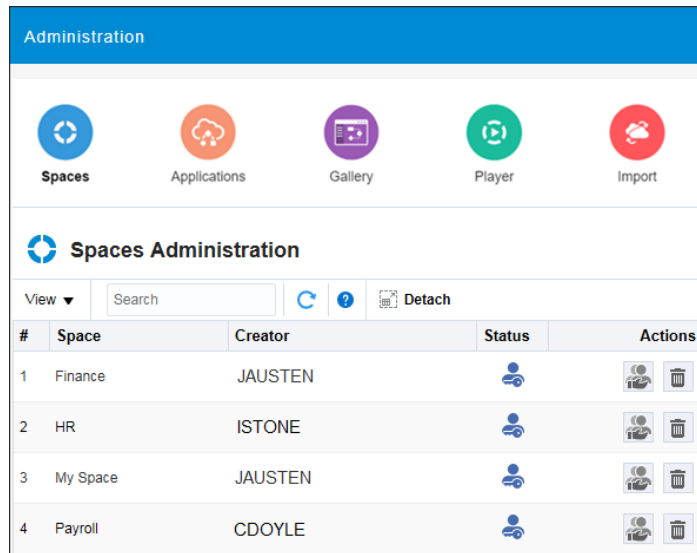 Administration
Spaces Applications Gallery Player Import
Spaces Administration
View Search Detach
# Space Creator Status Actions
1 Finance JAUSTEN
2 HR ISTONE
3 My Space JAUSTEN
4 Payroll CDOYLE